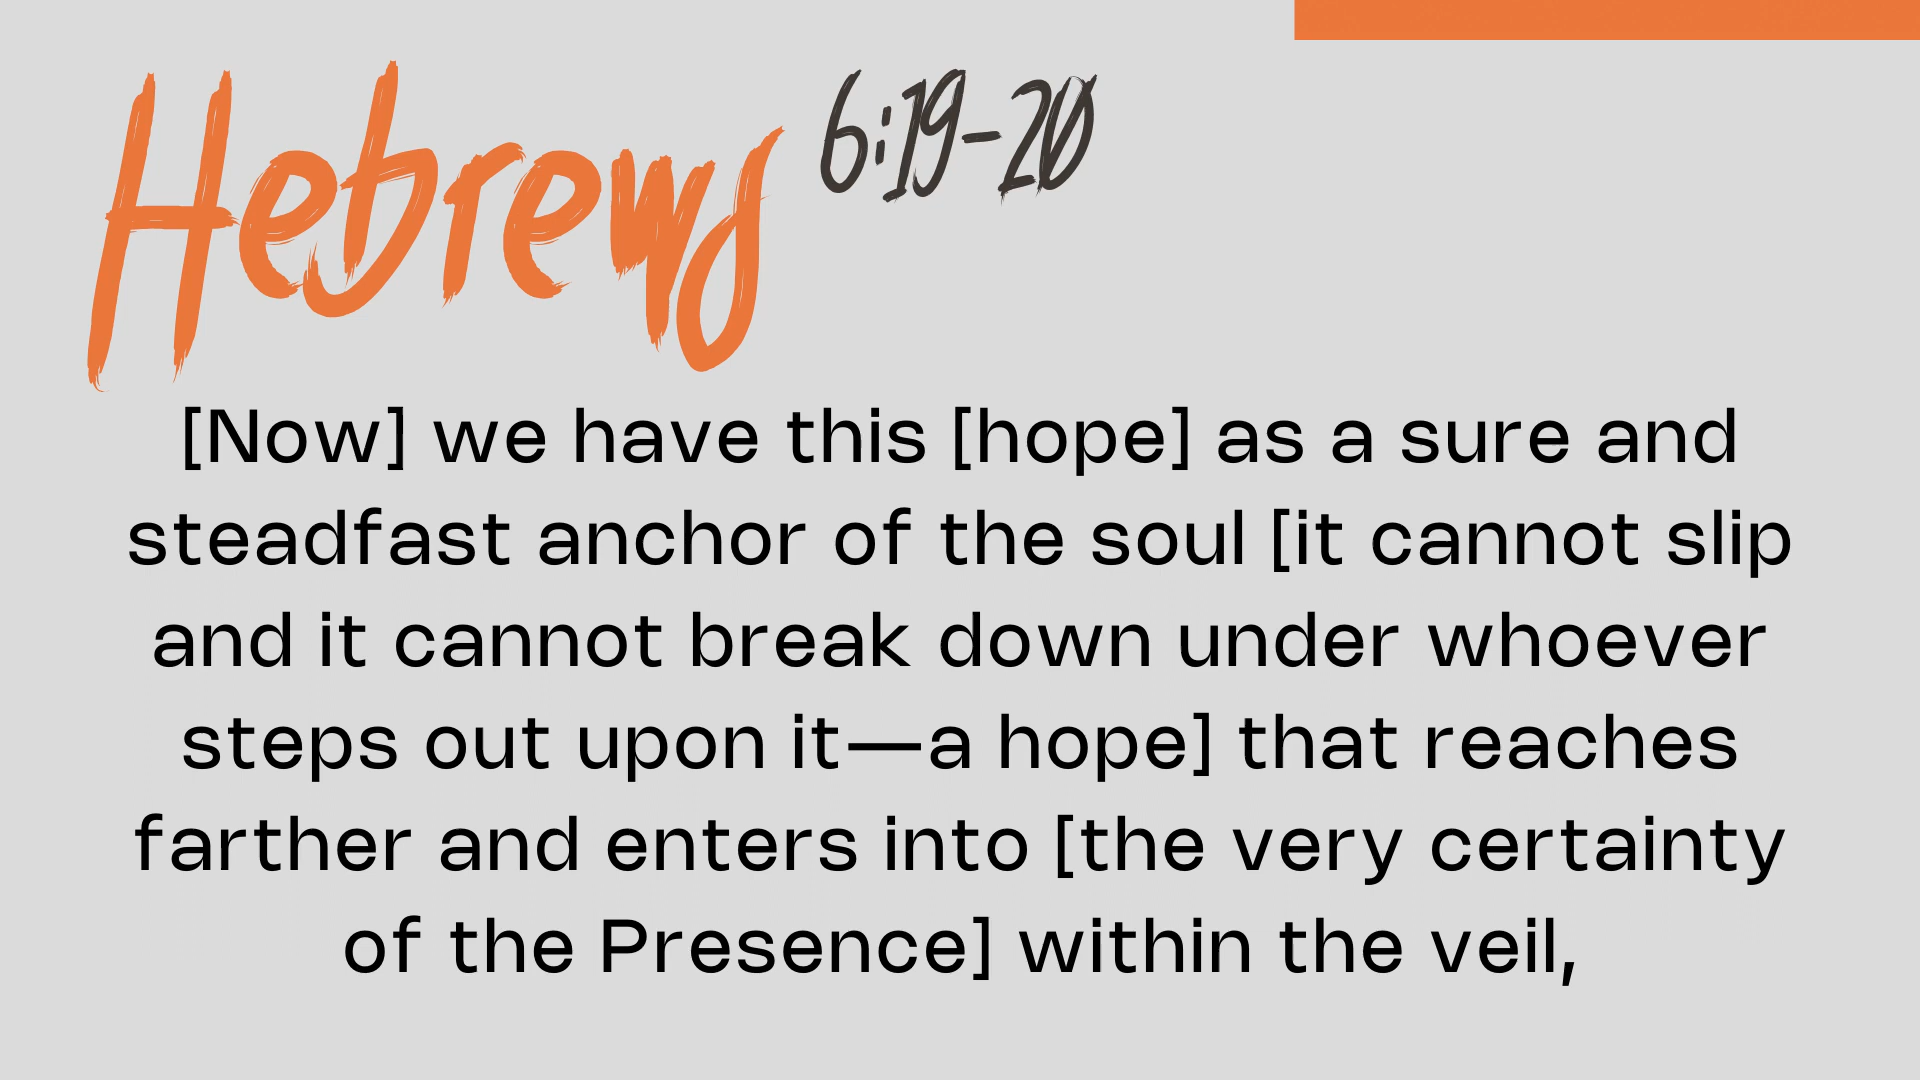 Hebrews 6:19-20
[Now] we have this [hope] as a sure and
steadfast anchor of the soul [it cannot slip
and it cannot break down under whoever
steps out upon it—a hope] that reaches
farther and enters into [the very certainty
of the Presence] within the veil,